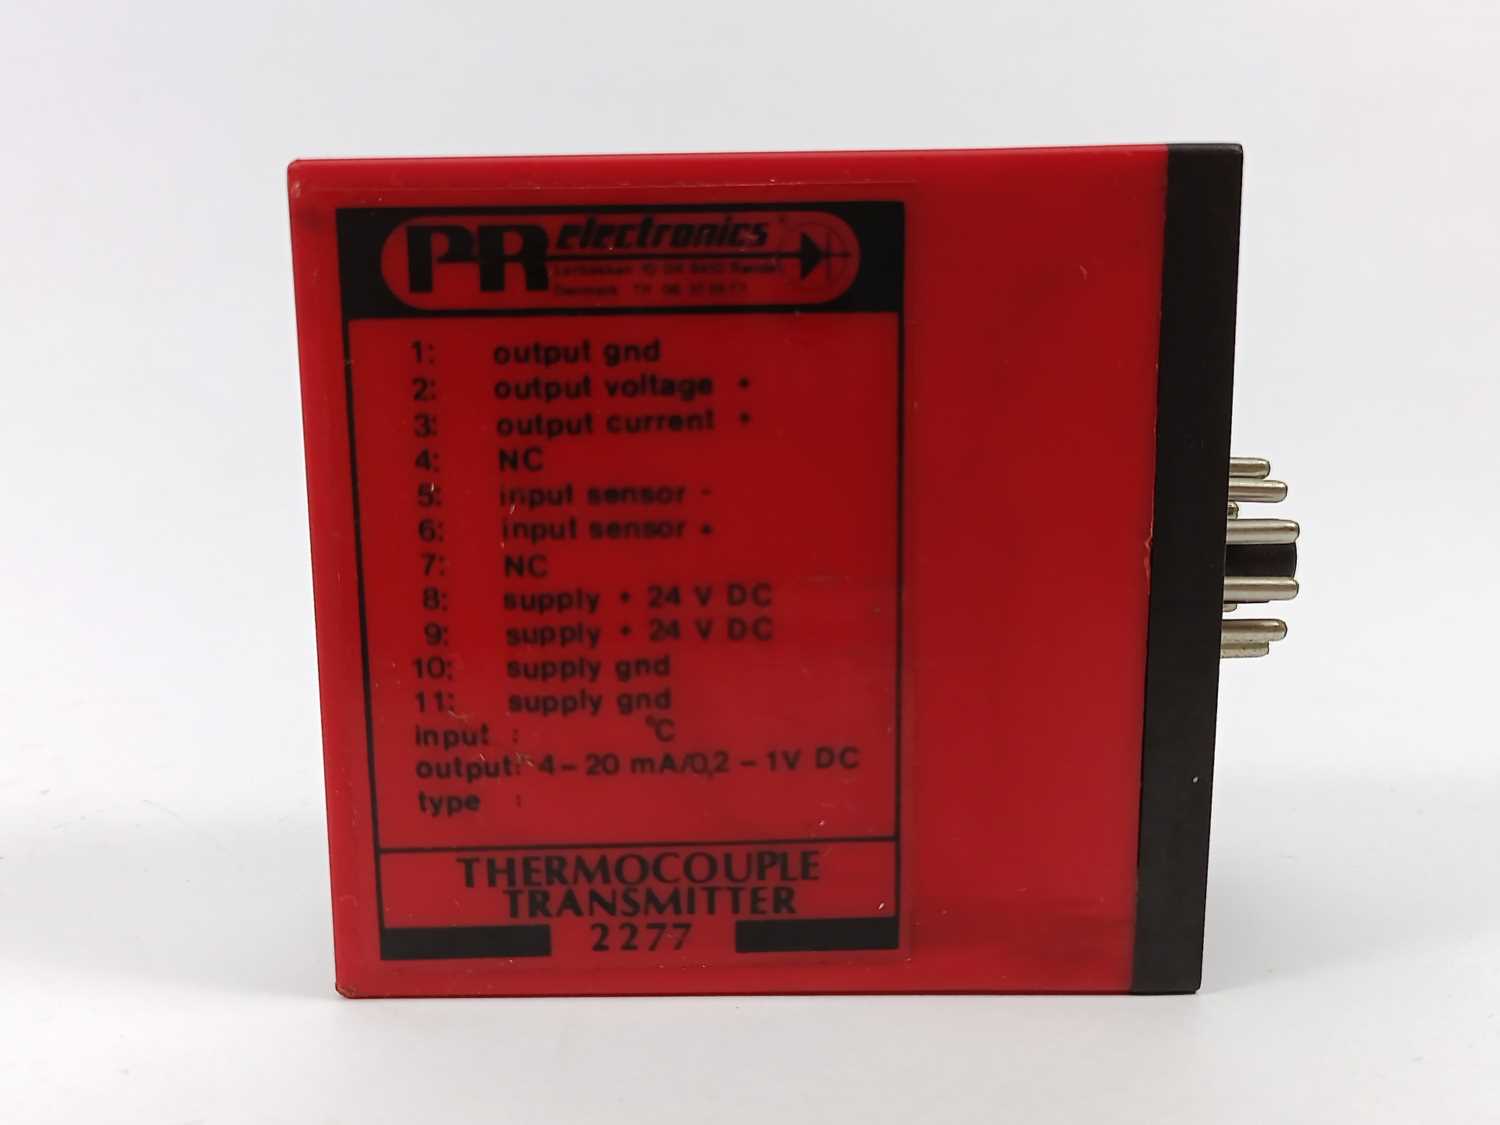 PR electronics
Denmark
1: output gnd
2: output voltage +
3: output current +
4: NC
5: input sensor -
6: input sensor +
7: NC
8: supply + 24 V DC
9: supply + 24 V DC
10: supply gnd
11: supply gnd
input : °C
output: 4-20 mA/0,2-1V DC
type :
THERMOCOUPLE
TRANSMITTER
2277